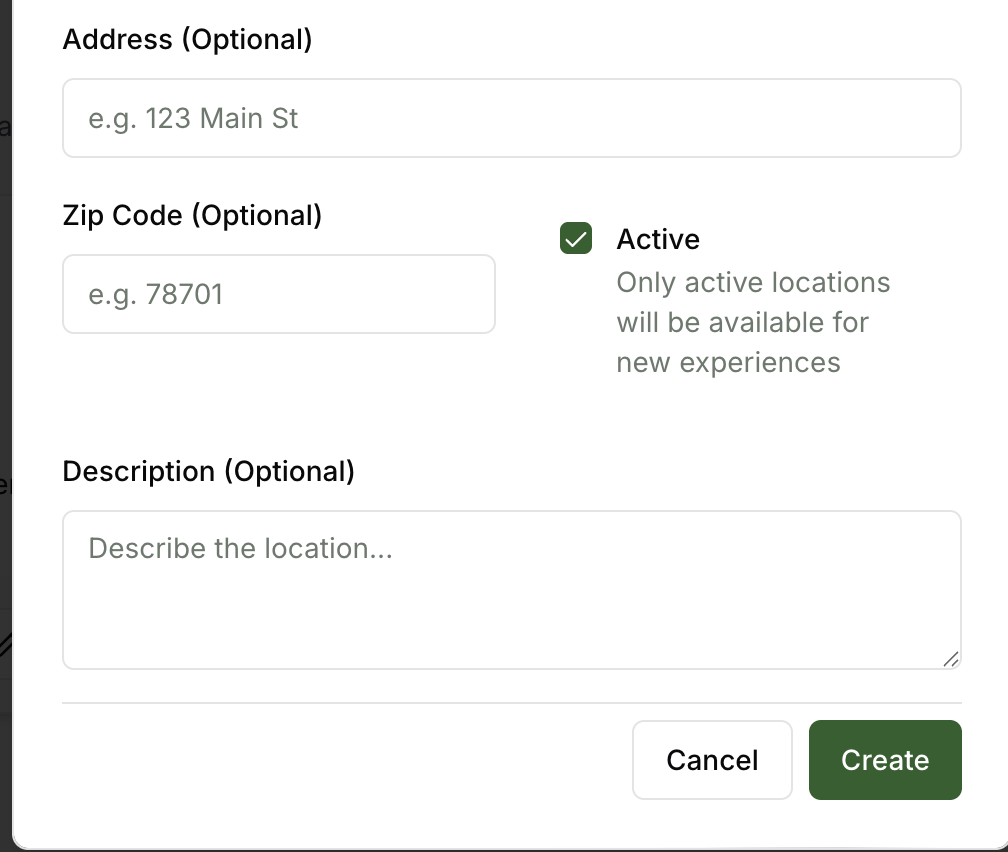 Address (Optional)
e.g. 123 Main St
Zip Code (Optional)
e.g. 78701
Active
Only active locations
will be available for
new experiences
Description (Optional)
Describe the location...
Cancel
Create